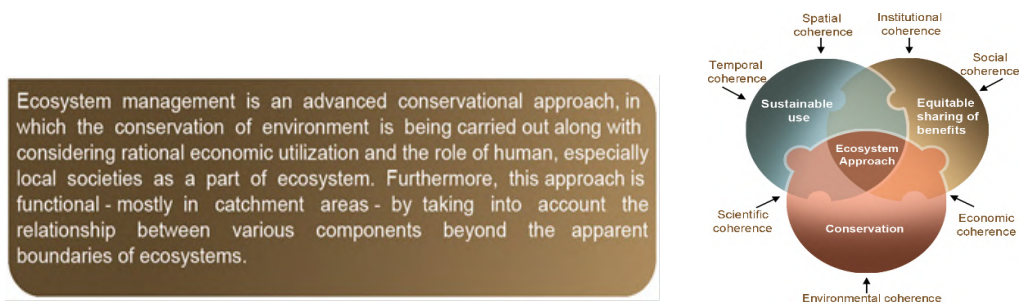 Ecosystem management is an advanced conservational approach, in
which the conservation of environment is being carried out along with
considering rational economic utilization and the role of human, especially
local societies as a part of ecosystem. Furthermore, this approach is
functional - mostly in catchment areas - by taking into account the
relationship between various components beyond the apparent
boundaries of ecosystems.
Spatial
coherence
Institutional
coherence
Temporal
coherence
Social
coherence
Sustainable
use
Equitable
sharing of
benefits
Ecosystem
Approach
Scientific
coherence
Conservation
Economic
coherence
Environmental coherence